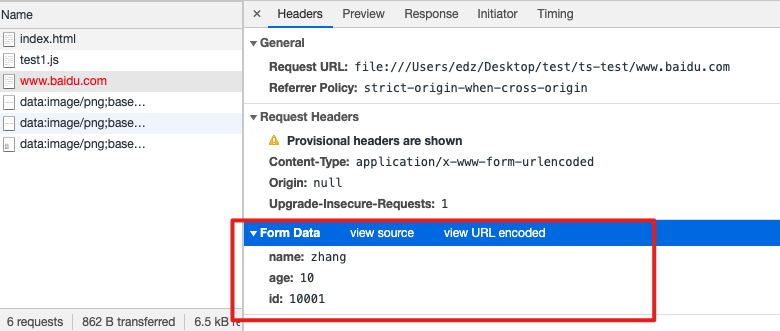 Name
index.html
test1.js
www.baidu.com
data:image/png;base...
data:image/png;base...
data:image/png;base...
6 requests 862 B transferred 6.5 kB
× Headers Preview Response Initiator Timing
General
Request URL: file:///Users/edz/Desktop/test/ts-test/www.baidu.com
Referrer Policy: strict-origin-when-cross-origin
Request Headers
Provisional headers are shown
Content-Type: application/x-www-form-urlencoded
Origin: null
Upgrade-Insecure-Requests: 1
Form Data view source view URL encoded
name: zhang
age: 10
id: 10001